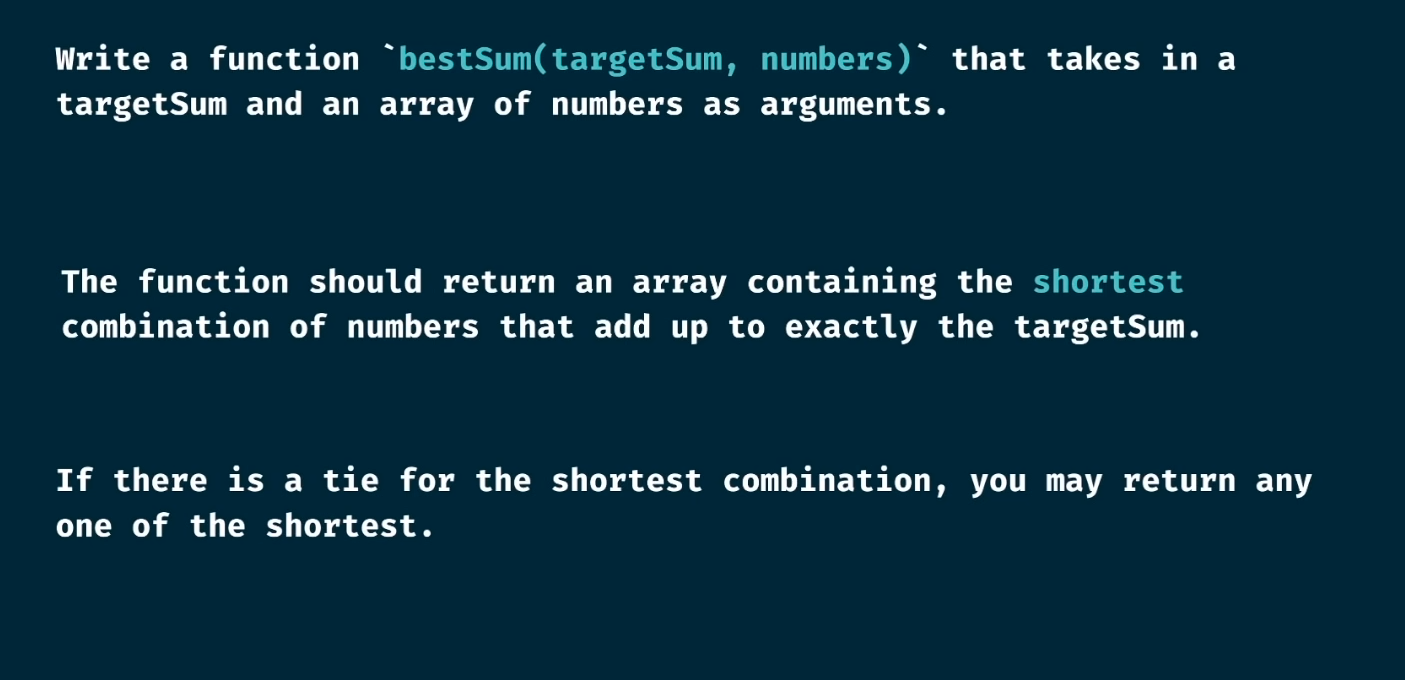 Write a function `bestSum(targetSum, numbers)` that takes in a
targetSum and an array of numbers as arguments.
The function should return an array containing the shortest
combination of numbers that add up to exactly the targetSum.
If there is a tie for the shortest combination, you may return any
one of the shortest.